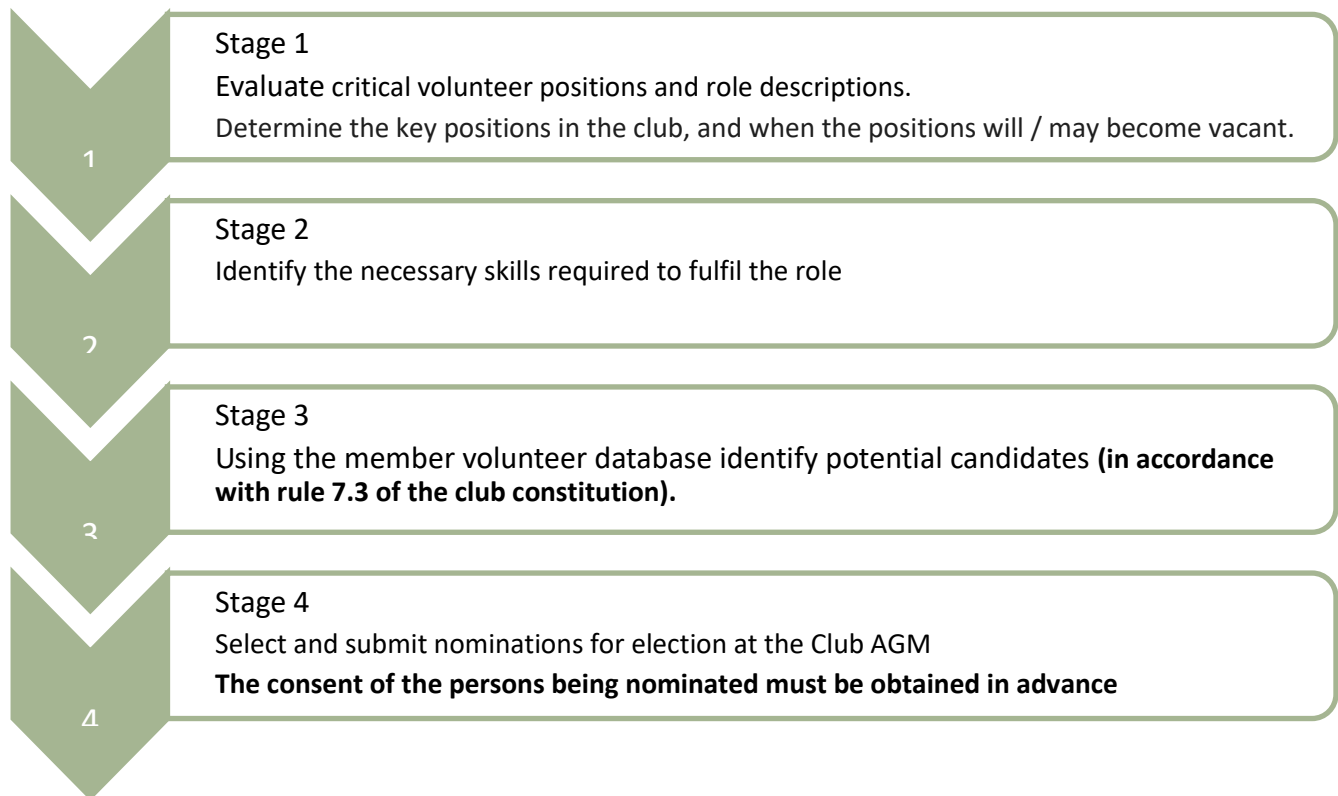 1
Stage 1
Evaluate critical volunteer positions and role descriptions.
Determine the key positions in the club, and when the positions will / may become vacant.
2
Stage 2
Identify the necessary skills required to fulfil the role
3
Stage 3
Using the member volunteer database identify potential candidates (in accordance
with rule 7.3 of the club constitution).
4
Stage 4
Select and submit nominations for election at the Club AGM
The consent of the persons being nominated must be obtained in advance